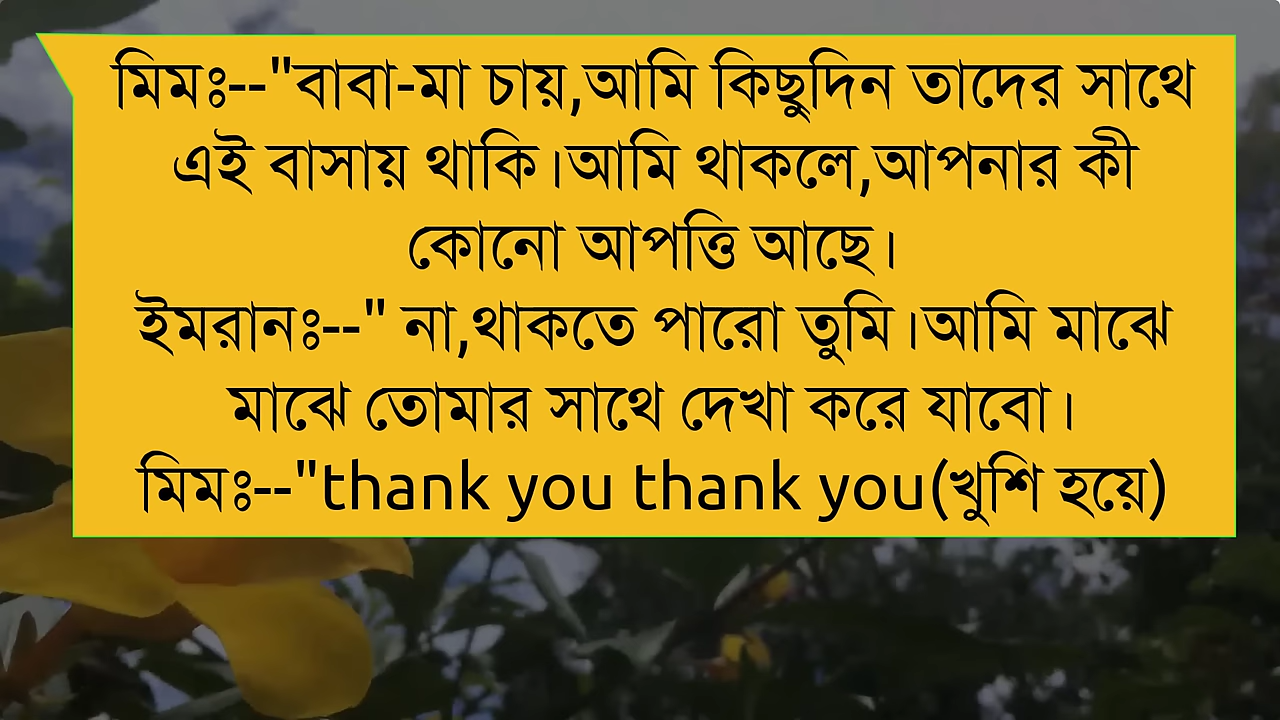 মিমঃ--"বাবা-মা চায়,আমি কিছুদিন তাদের সাথে
এই বাসায় থাকি।আমি থাকলে,আপনার কী
কোনো আপত্তি আছে।
ইমরানঃ--" না,থাকতে পারো তুমি।আমি মাঝে
মাঝে তোমার সাথে দেখা করে যাবো।
মিমঃ--"thank you thank you(খুশি হয়ে)